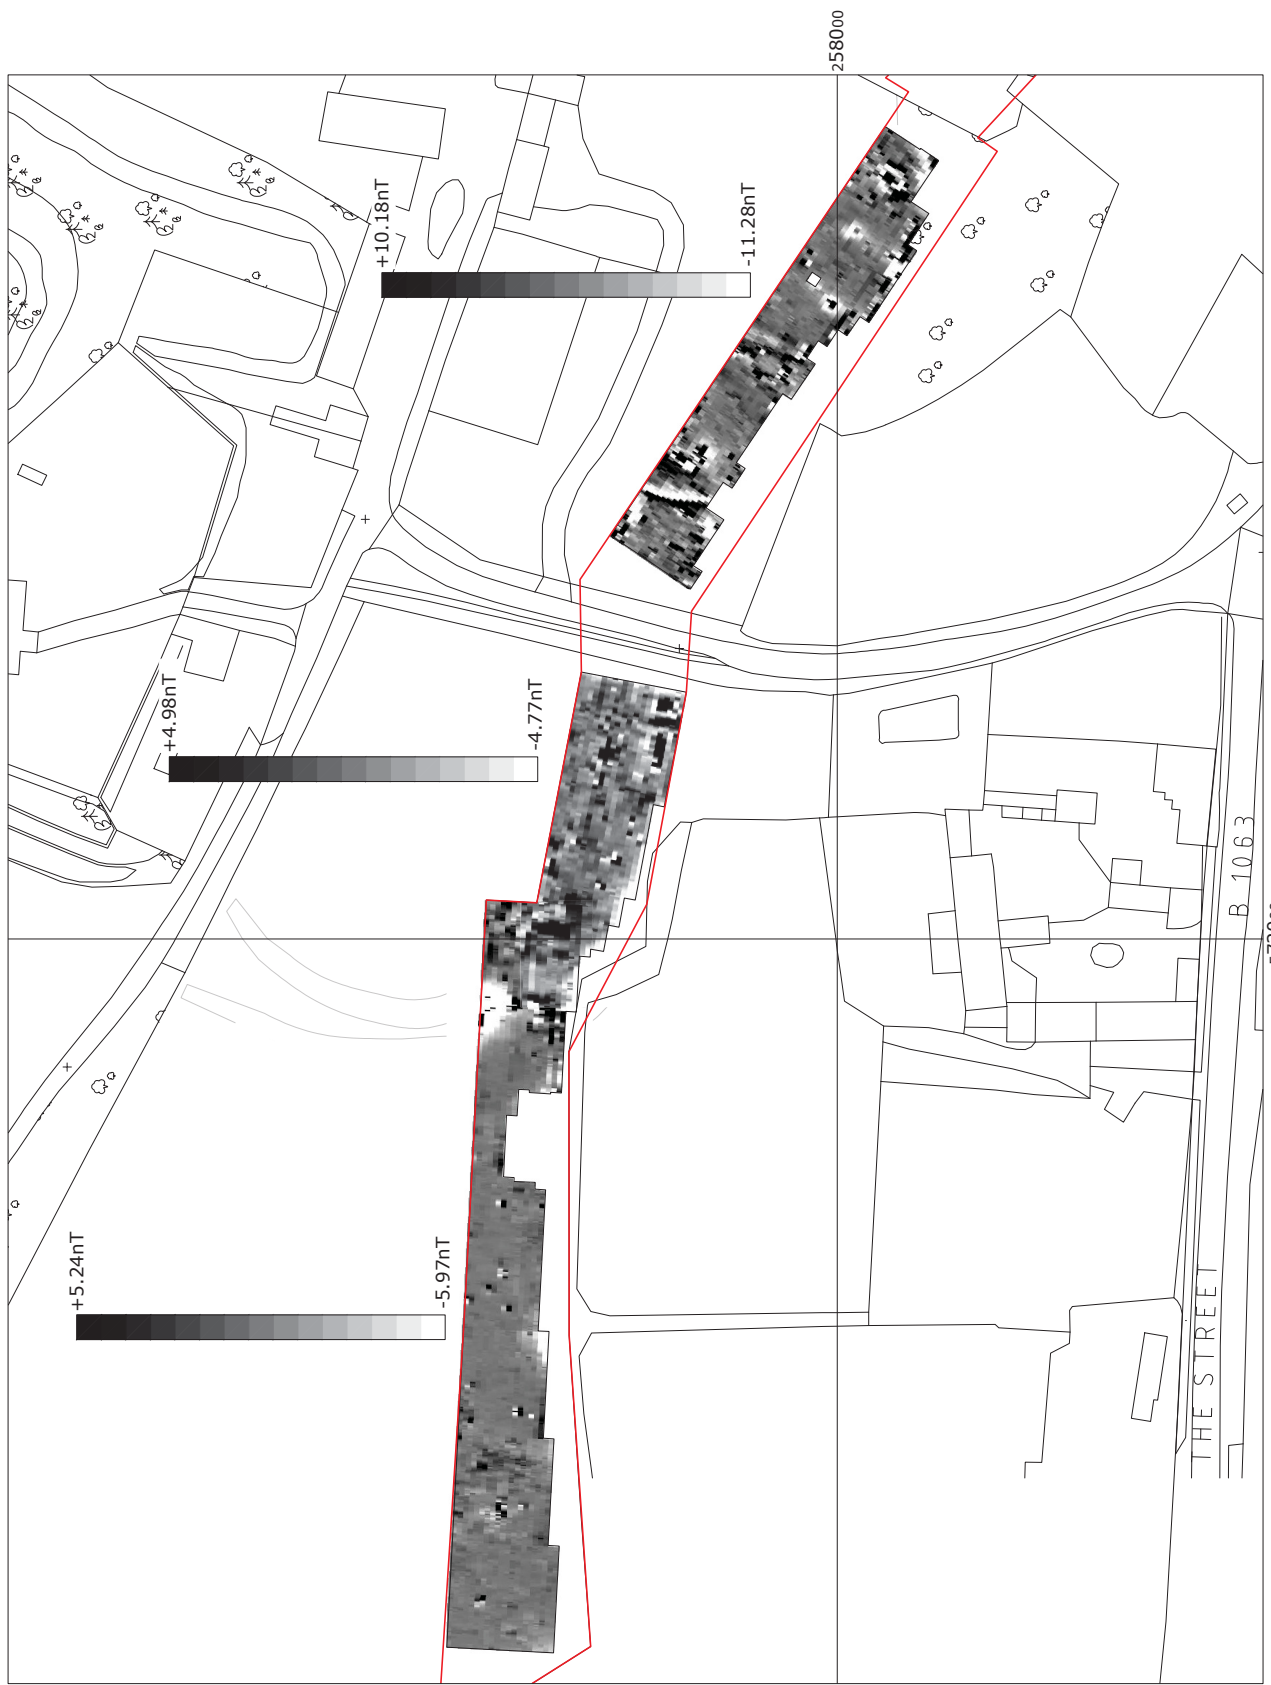 258000
+10.18nT
-11.28nT
+4.98nT
-4.77nT
+5.24nT
-5.97nT
B 1063
THE STREET